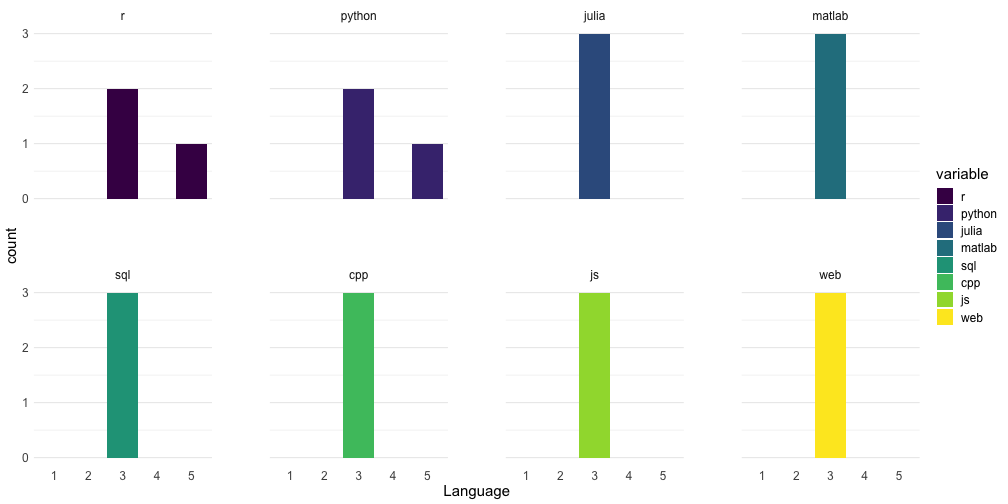 r python julia matlab
3
2
1
0
count
variable
r
python
julia
matlab
sql
cpp
js
web
sql cpp js web
3
2
1
0
1 2 3 4 5 1 2 3 4 5 1 2 3 4 5 1 2 3 4 5
Language